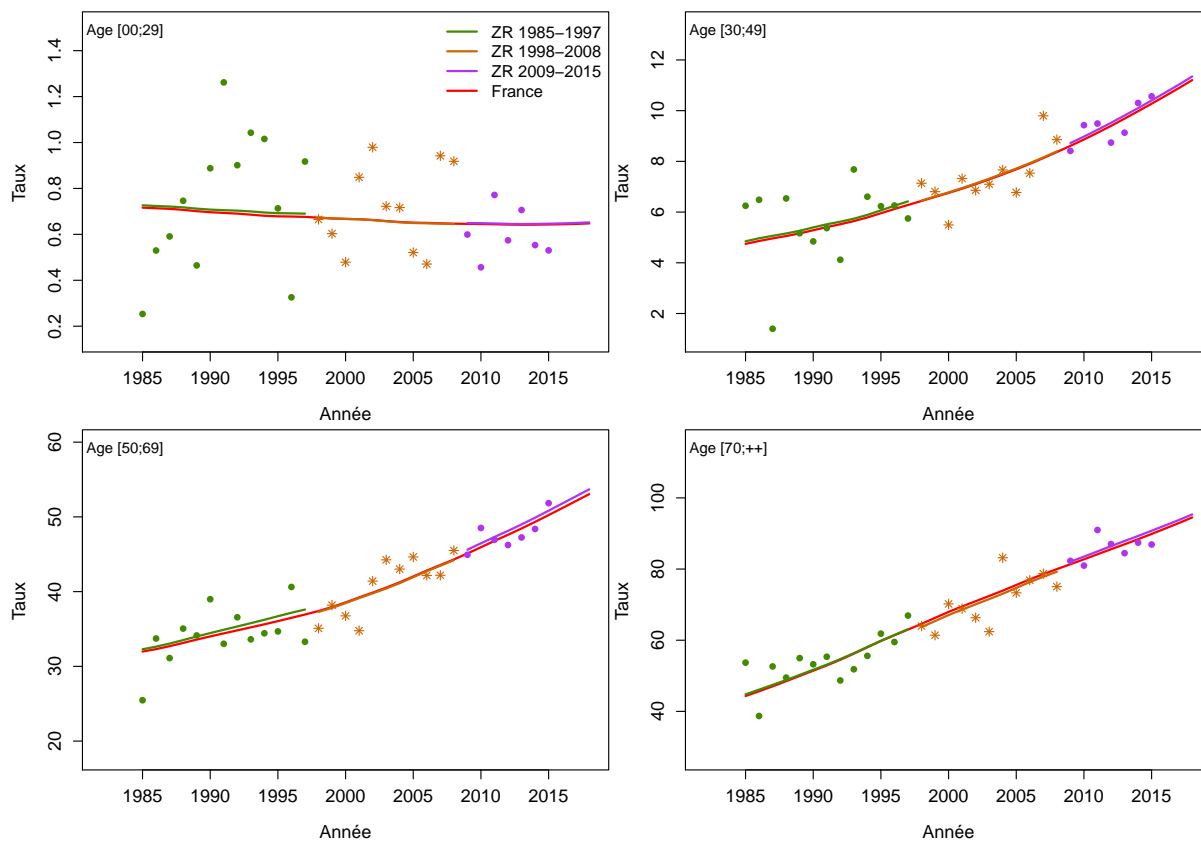 Age [00;29]
ZR 1985−1997
ZR 1998−2008
ZR 2009−2015
France
Taux
0.2 0.4 0.6 0.8 1.0 1.2 1.4
1985 1990 1995 2000 2005 2010 2015
Année
Age [30;49]
Taux
2 4 6 8 10 12
1985 1990 1995 2000 2005 2010 2015
Année
Age [50;69]
Taux
20 30 40 50 60
1985 1990 1995 2000 2005 2010 2015
Année
Age [70;++]
Taux
40 60 80 100
1985 1990 1995 2000 2005 2010 2015
Année